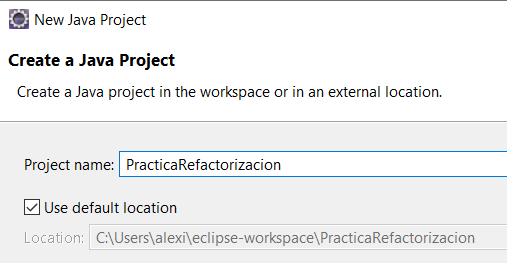 New Java Project
Create a Java Project
Create a Java project in the workspace or in an external location.
Project name: PracticaRefactorizacion
Use default location
Location: C:\Users\alexi\eclipse-workspace\PracticaRefactorizacion